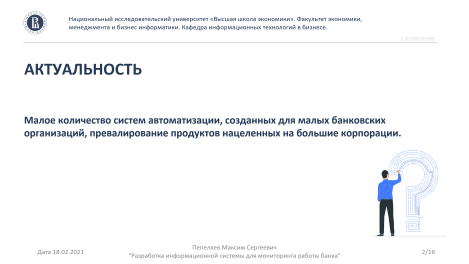 Национальный исследовательский университет «Высшая школа экономики». Факультет экономики,
менеджмента и бизнес информатики. Кафедра информационных технологий в бизнесе.
АКТУАЛЬНОСТЬ
Малое количество систем автоматизации, созданных для малых банковских
организаций, превалирование продуктов нацеленных на большие корпорации.
Дата 18.02.2021
Пепеляев Максим Сергеевич
"Разработка информационной системы для мониторинга работы банка"
2/16